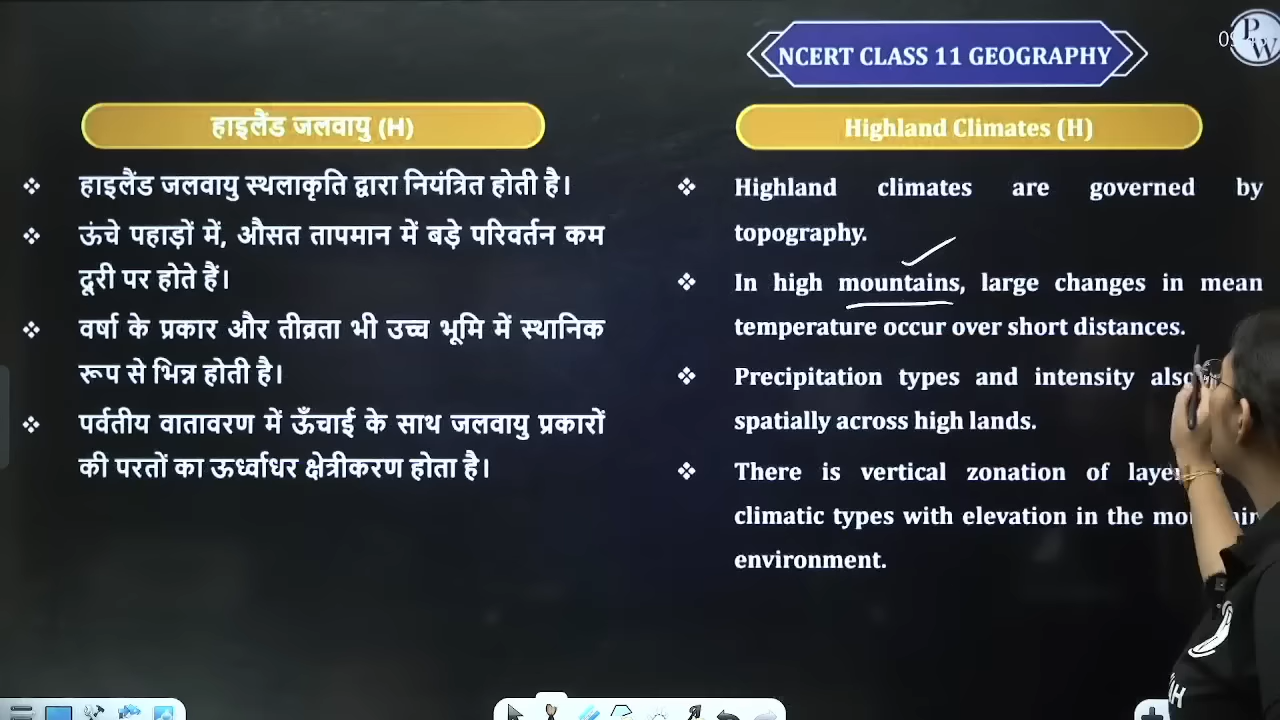 NCERT CLASS 11 GEOGRAPHY
PW
हाइलैंड जलवायु (H)
हाइलैंड जलवायु स्थलाकृति द्वारा नियंत्रित होती है।
ऊंचे पहाड़ों में, औसत तापमान में बड़े परिवर्तन कम
दूरी पर होते हैं।
वर्षा के प्रकार और तीव्रता भी उच्च भूमि में स्थानिक
रूप से भिन्न होती है।
पर्वतीय वातावरण में ऊँचाई के साथ जलवायु प्रकारों
की परतों का ऊर्ध्वाधर क्षेत्रीकरण होता है।
Highland Climates (H)
Highland climates are governed by
topography.
In high mountains, large changes in mean
temperature occur over short distances.
Precipitation types and intensity also
spatially across high lands.
There is vertical zonation of
climatic types with elevation in the
environment.